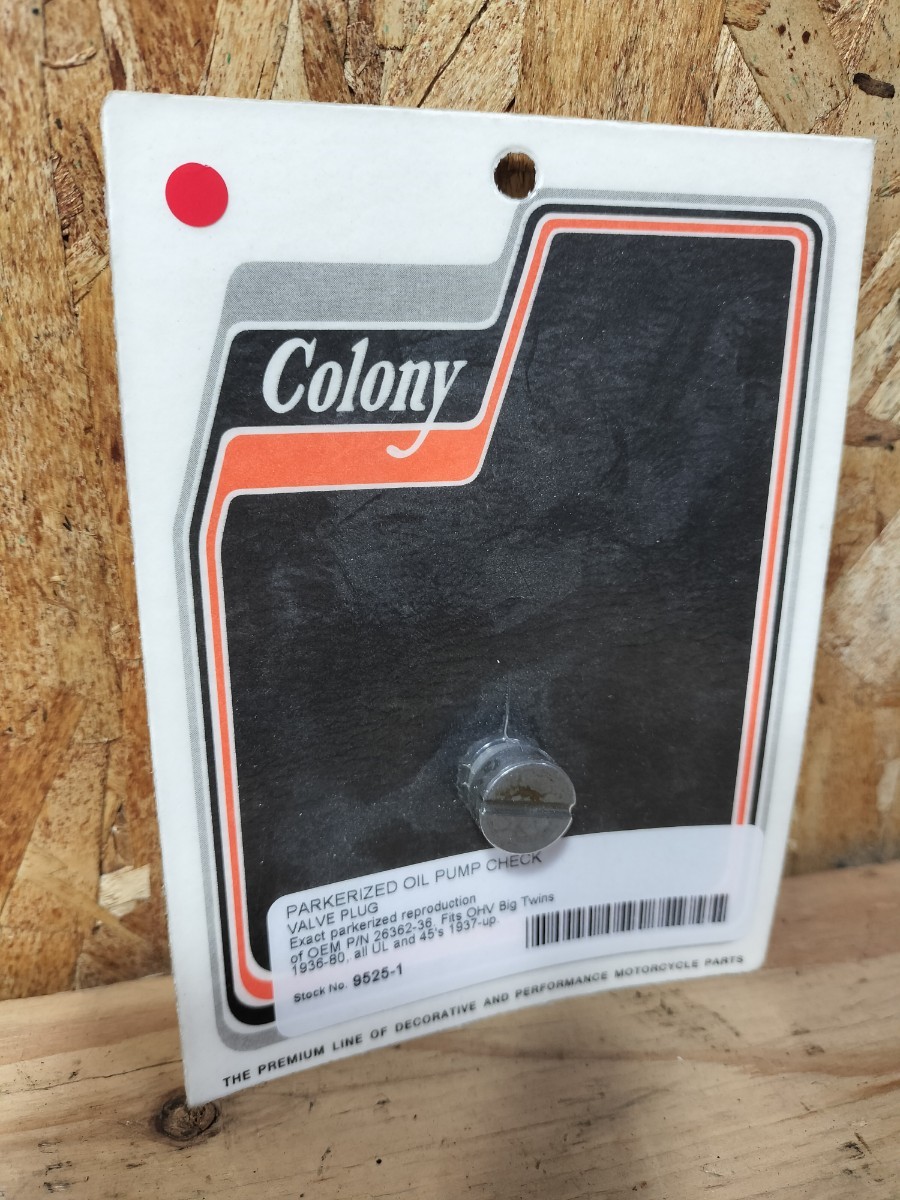 Colony
PARKERIZED OIL PUMP CHECK
VALVE PLUG
Exact parkerized reproduction
of OEM P/N 26362-36. Fits OHV Big Twins
1936-80, all UL and 45's 1937-up.
Stock No. 9525-1
THE PREMIUM LINE OF DECORATIVE AND PERFORMANCE MOTORCYCLE PARTS